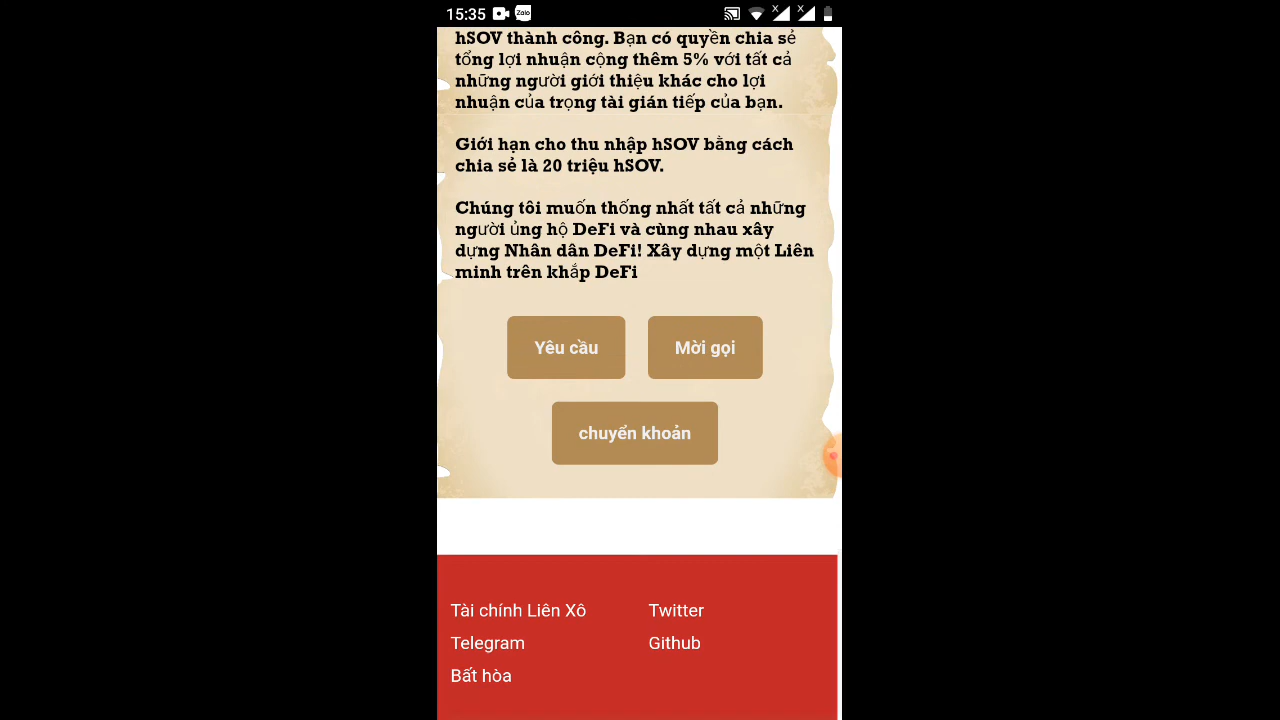 15:35
Zalo
hSOV thành công. Bạn có quyền chia sẻ
tổng lợi nhuận cộng thêm 5% với tất cả
những người giới thiệu khác cho lợi
nhuận của trọng tài gián tiếp của bạn.
Giới hạn cho thu nhập hSOV bằng cách
chia sẻ là 20 triệu hSOV.
Chúng tôi muốn thống nhất tất cả những
người ủng hộ DeFi và cùng nhau xây
dựng Nhân dân DeFi! Xây dựng một Liên
minh trên khắp DeFi
Yêu cầu Mời gọi
chuyển khoản
Tài chính Liên Xô Twitter
Telegram Github
Bất hòa